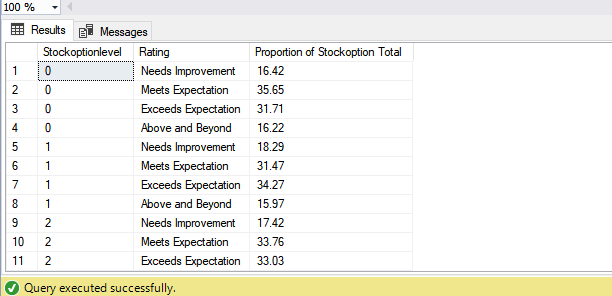 100 %
Results Messages
Stockoptionlevel Rating Proportion of Stockoption Total
1 0 Needs Improvement 16.42
2 0 Meets Expectation 35.65
3 0 Exceeds Expectation 31.71
4 0 Above and Beyond 16.22
5 1 Needs Improvement 18.29
6 1 Meets Expectation 31.47
7 1 Exceeds Expectation 34.27
8 1 Above and Beyond 15.97
9 2 Needs Improvement 17.42
10 2 Meets Expectation 33.76
11 2 Exceeds Expectation 33.03
Query executed successfully.